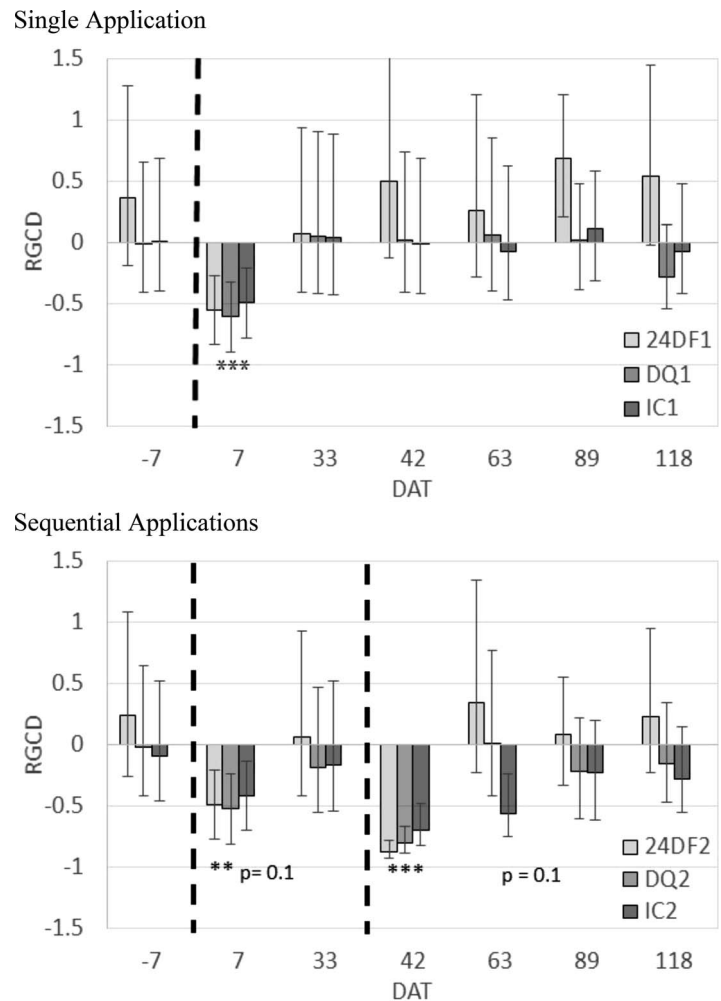 Single Application
1.5
1
0.5
0
-0.5
-1
-1.5
RGCD
***
24DF1
DQ1
IC1
-7 7 33 42 63 89 118
DAT
Sequential Applications
1.5
1
0.5
0
-0.5
-1
-1.5
RGCD
** p= 0.1
***
p = 0.1
24DF2
DQ2
IC2
-7 7 33 42 63 89 118
DAT